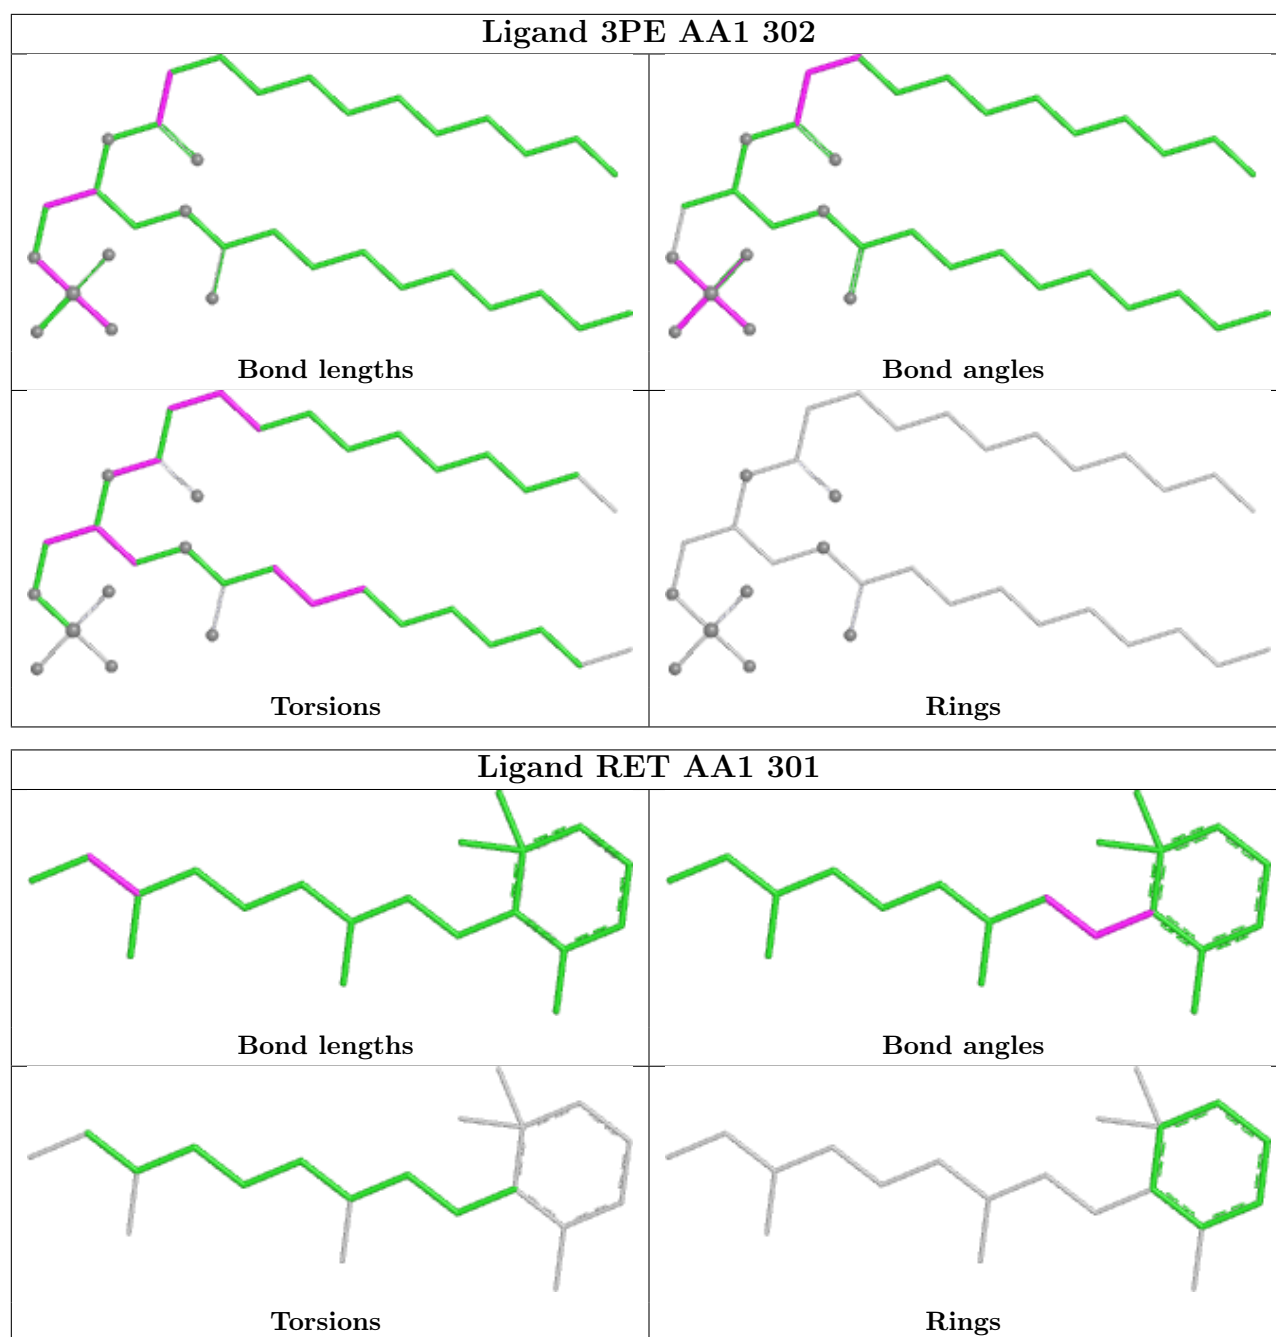 Ligand 3PE AA1 302
Bond lengths
Bond angles
Torsions
Rings
Ligand RET AA1 301
Bond lengths
Bond angles
Torsions
Rings